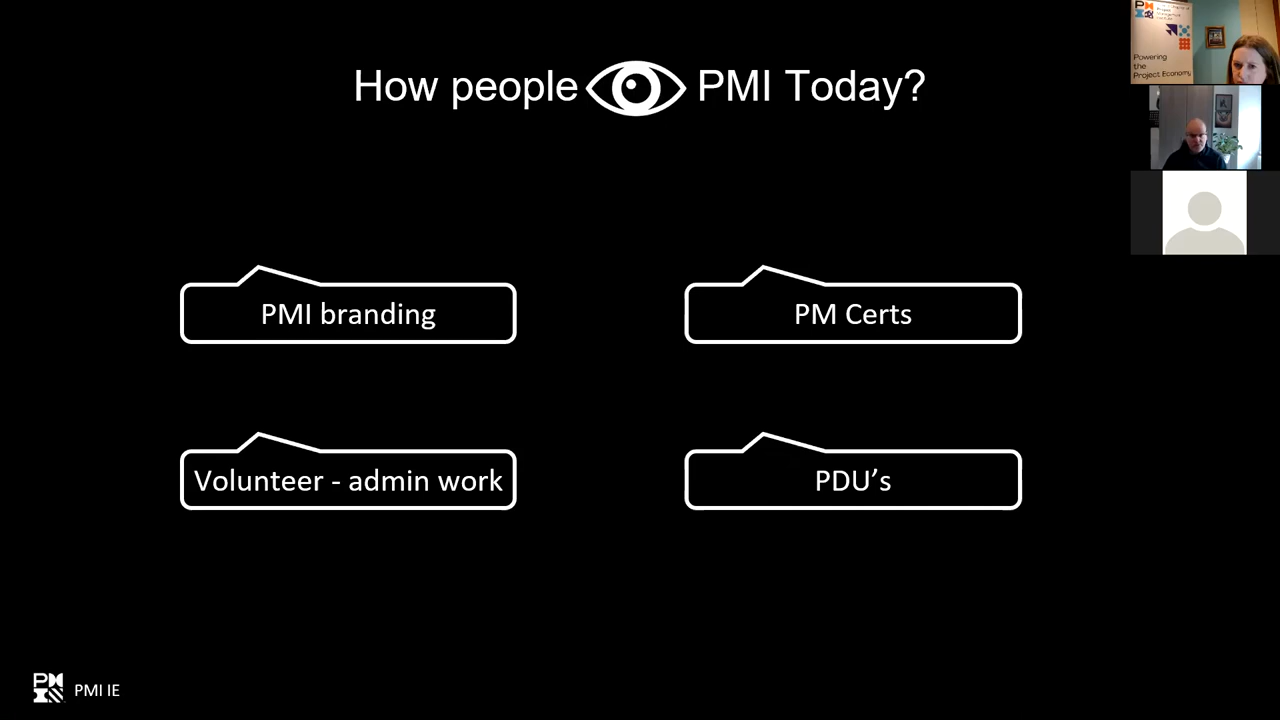 How people PMI Today?
PMI branding
PM Certs
Volunteer - admin work
PDU’s
PMI IE
Powering
the
Project Economy